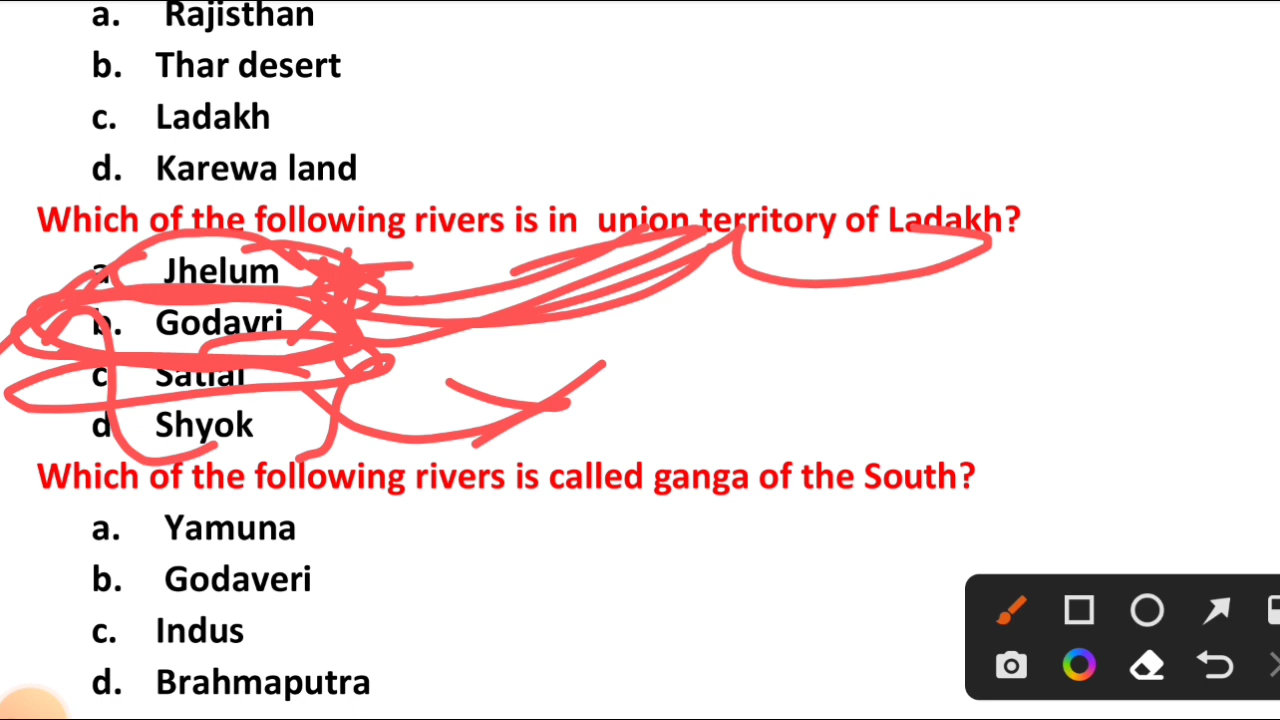 a. Rajisthan
b. Thar desert
c. Ladakh
d. Karewa land
Which of the following rivers is in union territory of Ladakh?
a. Jhelum
b. Godavri
c. Satlal
d Shyok
Which of the following rivers is called ganga of the South?
a. Yamuna
b. Godaveri
c. Indus
d. Brahmaputra